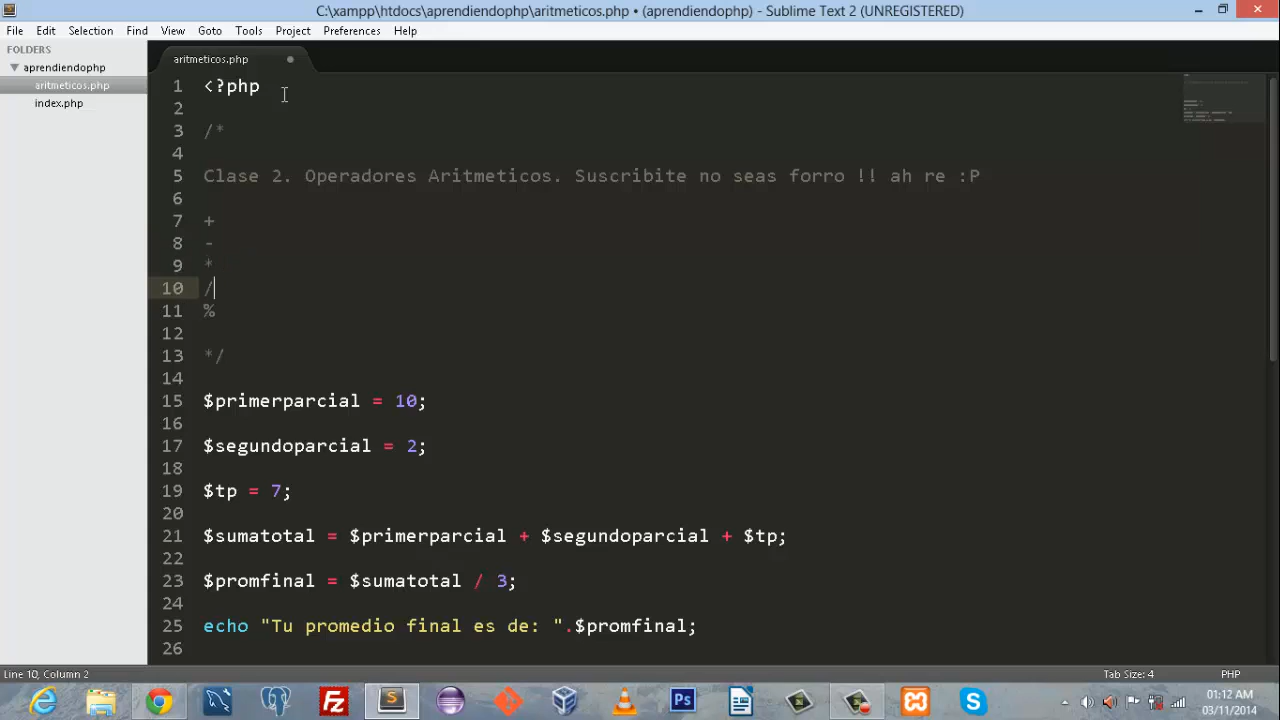 C:\xampp\htdocs\aprendiendophp\aritmeticos.php • (aprendiendophp) - Sublime Text 2 (UNREGISTERED)
File Edit Selection Find View Goto Tools Project Preferences Help
FOLDERS
aprendiendophp
aritmeticos.php
index.php
aritmeticos.php
1 <?php
2
3 /*
4
5 Clase 2. Operadores Aritmeticos. Suscribite no seas forro !! ah re :P
6
7 +
8 -
9 *
10 /
11 %
12
13 */
14
15 $primerparcial = 10;
16
17 $segundoparcial = 2;
18
19 $tp = 7;
20
21 $sumatotal = $primerparcial + $segundoparcial + $tp;
22
23 $promfinal = $sumatotal / 3;
24
25 echo "Tu promedio final es de: ".$promfinal;
26
Line 10, Column 2 Tab Size: 4 PHP
01:12 AM
03/11/2014